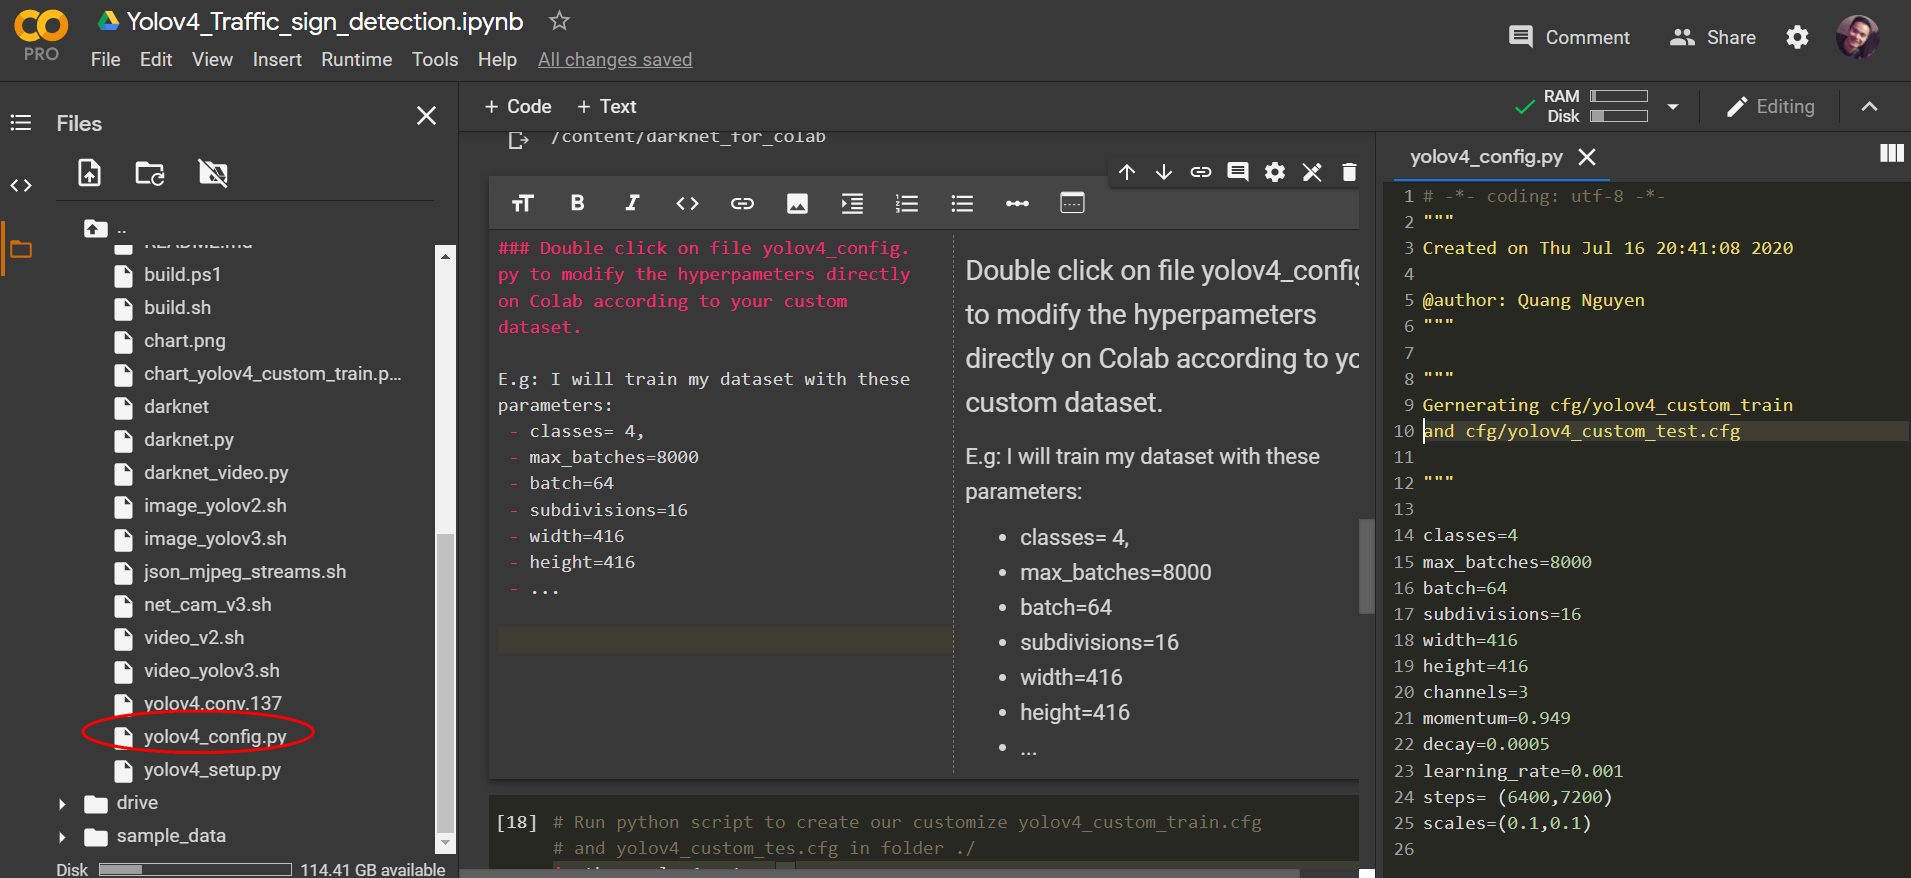 CO
PRO
Yolov4_Traffic_sign_detection.ipynb
File Edit View Insert Runtime Tools Help All changes saved
Comment
Share
Files
..
README.md
build.ps1
build.sh
chart.png
chart_yolov4_custom_train.p...
darknet
darknet.py
darknet_video.py
image_yolov2.sh
image_yolov3.sh
json_mjpeg_streams.sh
net_cam_v3.sh
video_v2.sh
video_yolov3.sh
yolov4.conv.137
yolov4_config.py
yolov4_setup.py
drive
sample_data
Disk 114.41 GB available
+ Code + Text
RAM
Disk
Editing
/content/darknet_for_colab
### Double click on file yolov4_config.
py to modify the hyperpameters directly
on Colab according to your custom
dataset.
E.g: I will train my dataset with these
parameters:
- classes= 4,
- max_batches=8000
- batch=64
- subdivisions=16
- width=416
- height=416
- ...
Double click on file yolov4_config
to modify the hyperpameters
directly on Colab according to yo
custom dataset.
E.g: I will train my dataset with these
parameters:
• classes= 4,
• max_batches=8000
• batch=64
• subdivisions=16
• width=416
• height=416
• ...
[18] # Run python script to create our customize yolov4_custom_train.cfg
# and yolov4_custom_tes.cfg in folder ./
yolov4_config.py
1 # -*- coding: utf-8 -*-
2 """
3 Created on Thu Jul 16 20:41:08 2020
4
5 @author: Quang Nguyen
6 """
7
8 """
9 Gernerating cfg/yolov4_custom_train
10 and cfg/yolov4_custom_test.cfg
11
12 """
13
14 classes=4
15 max_batches=8000
16 batch=64
17 subdivisions=16
18 width=416
19 height=416
20 channels=3
21 momentum=0.949
22 decay=0.0005
23 learning_rate=0.001
24 steps= (6400,7200)
25 scales=(0.1,0.1)
26